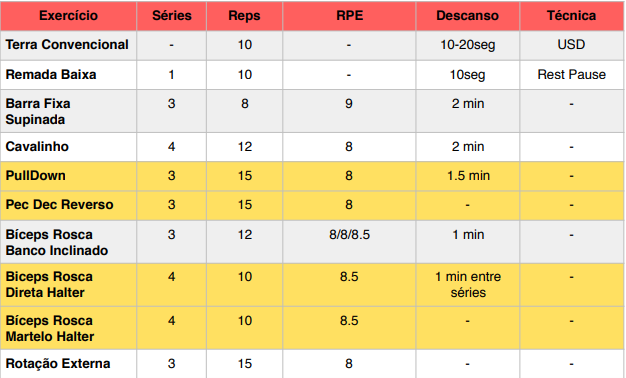 Exercício Séries Reps RPE Descanso Técnica
Terra Convencional - 10 - 10-20seg USD
Remada Baixa 1 10 - 10seg Rest Pause
Barra Fixa
Supinada 3 8 9 2 min -
Cavalinho 4 12 8 2 min -
PullDown 3 15 8 1.5 min -
Pec Dec Reverso 3 15 8 - -
Bíceps Rosca
Banco Inclinado 3 12 8/8/8.5 1 min -
Biceps Rosca
Direta Halter 4 10 8.5 1 min entre
séries -
Bíceps Rosca
Martelo Halter 4 10 8.5 - -
Rotação Externa 3 15 8 - -